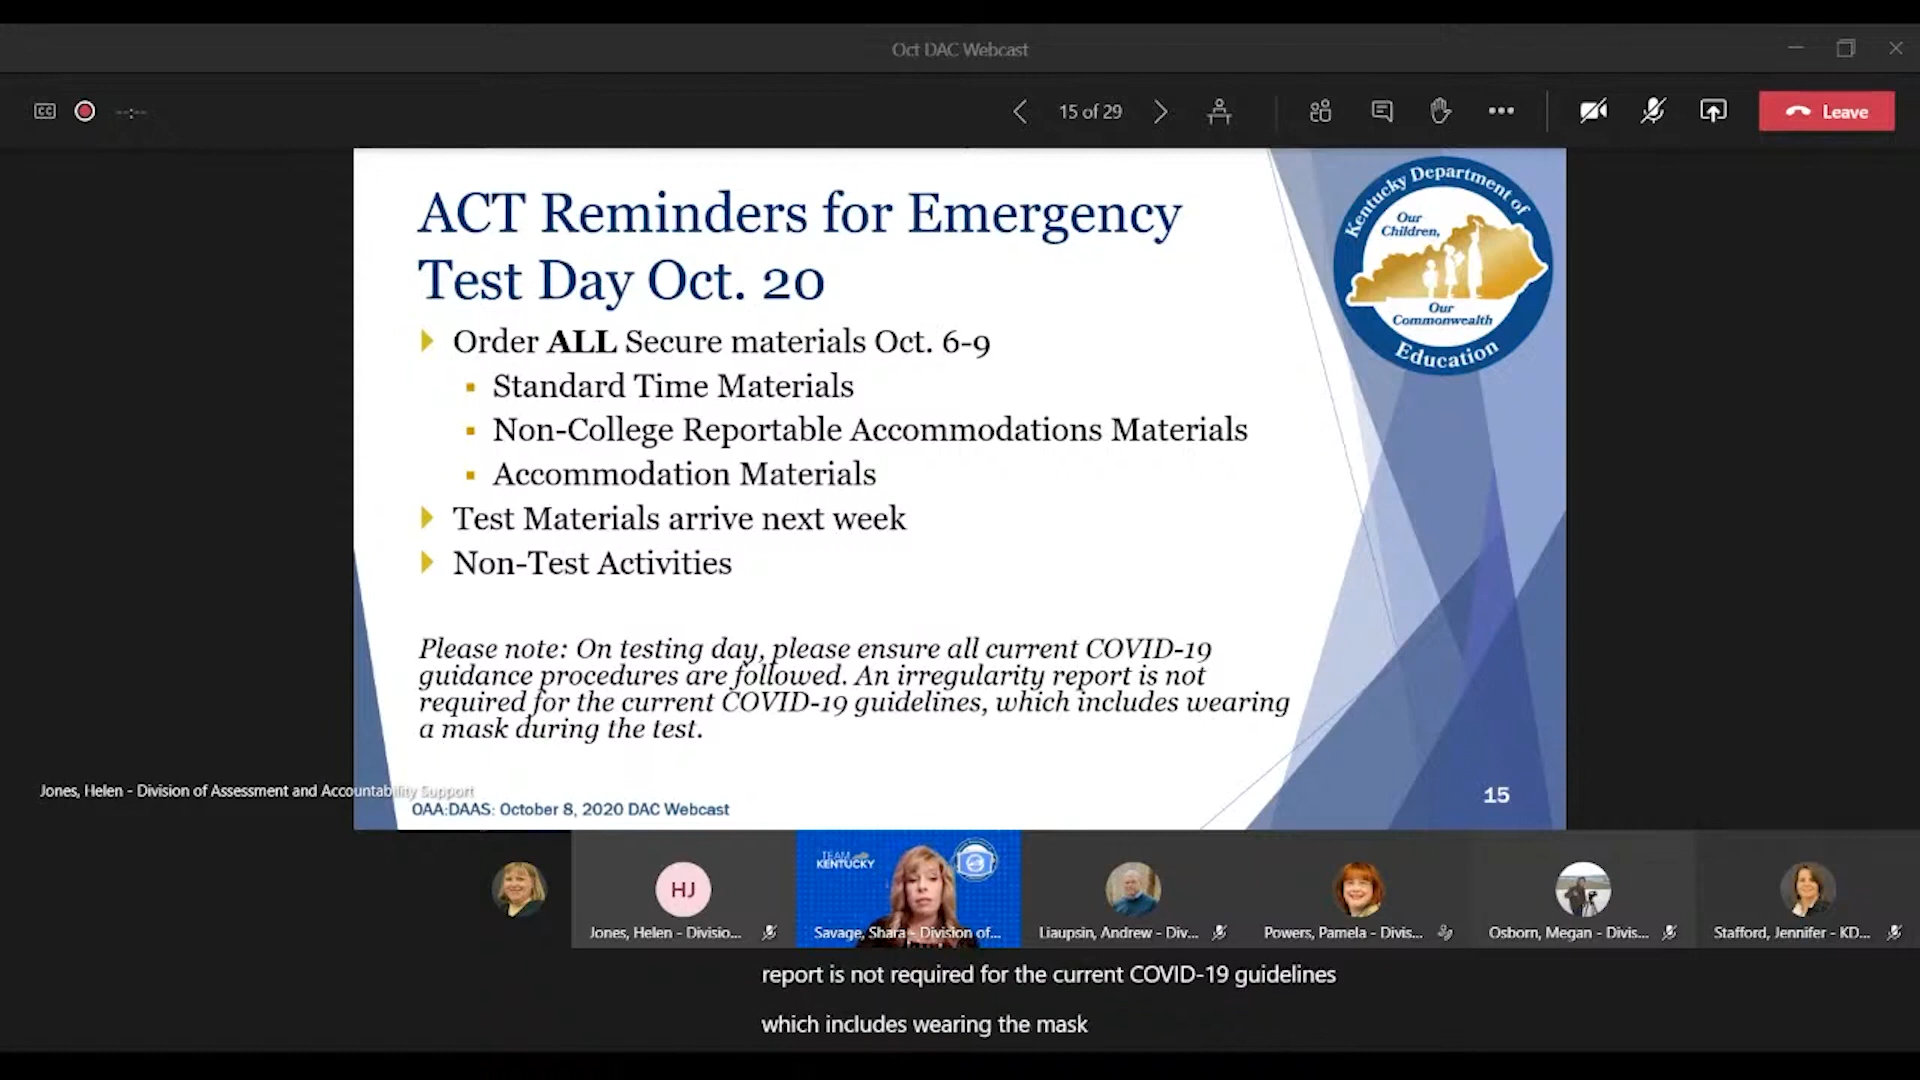 Oct DAC Webcast
CC
--:--
15 of 29
Leave
ACT Reminders for Emergency
Test Day Oct. 20
Order ALL Secure materials Oct. 6-9
Standard Time Materials
Non-College Reportable Accommodations Materials
Accommodation Materials
Test Materials arrive next week
Non-Test Activities
Please note: On testing day, please ensure all current COVID-19
guidance procedures are followed. An irregularity report is not
required for the current COVID-19 guidelines, which includes wearing
a mask during the test.
Kentucky Department of
Our
Children,
Our
Commonwealth
Education
Jones, Helen - Division of Assessment and Accountability Support
OAA:DAAS: October 8, 2020 DAC Webcast
15
TEAM
KENTUCKY
HJ
Jones, Helen - Divisio...
Savage, Shara - Division of...
Liaupsin, Andrew - Div...
Powers, Pamela - Divis...
Osborn, Megan - Divis...
Stafford, Jennifer - KD...
report is not required for the current COVID-19 guidelines
which includes wearing the mask